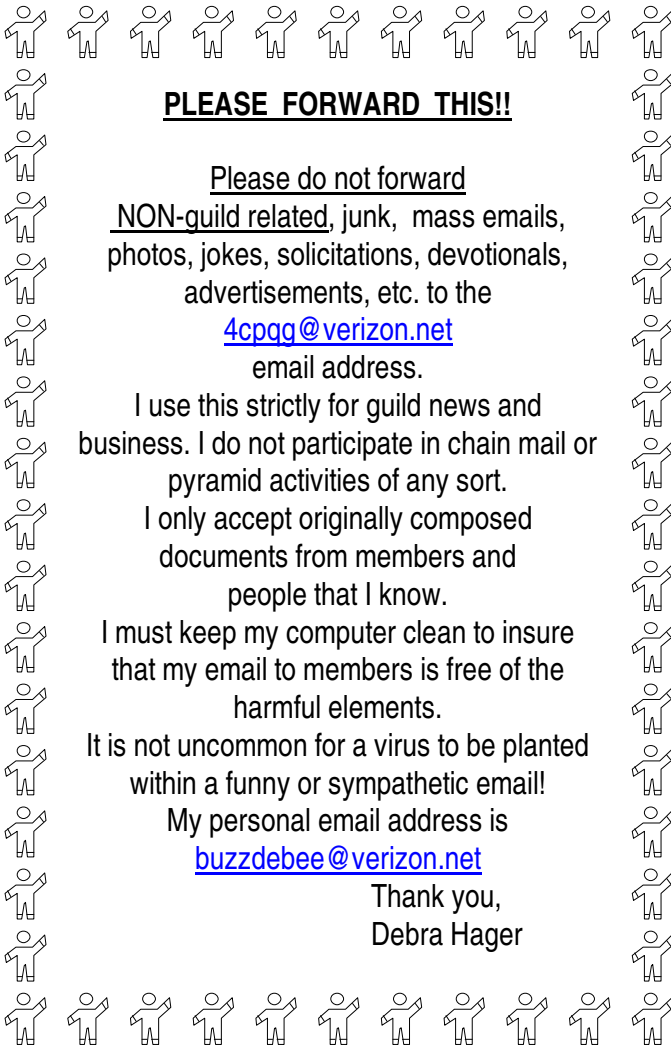 PLEASE  FORWARD  THIS!!
Please do not forward
NON-guild related, junk,  mass emails,
photos, jokes, solicitations, devotionals,
advertisements, etc. to the
4cpqg@verizon.net
email address.
I use this strictly for guild news and
business. I do not participate in chain mail or
pyramid activities of any sort.
I only accept originally composed
documents from members and
people that I know.
I must keep my computer clean to insure
that my email to members is free of the
harmful elements.
It is not uncommon for a virus to be planted
within a funny or sympathetic email!
My personal email address is
buzzdebee@verizon.net
Thank you,
Debra Hager